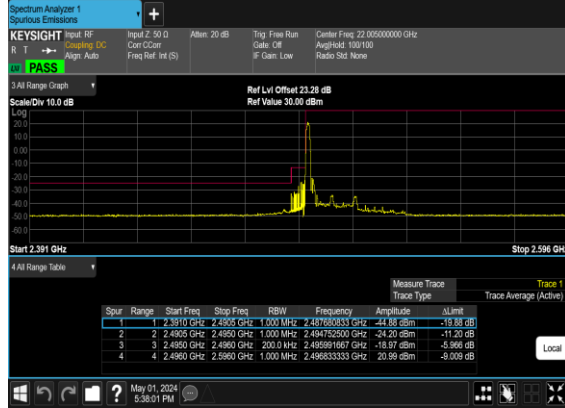 Spectrum Analyzer 1
Spurious Emissions
KEYSIGHT Input: RF Input Z: 50 Ω Atten: 20 dB Trig: Free Run Center Freq: 22.005000000 GHz
R T Coupling: DC Corr CCorr Gate: Off Avg|Hold: 100/100
Align: Auto Freq Ref: Int (S) IF Gain: Low Radio Std: None
PASS
3 All Range Graph
Ref Lvl Offset 23.28 dB
Scale/Div 10.0 dB Ref Value 30.00 dBm
Log
20.0
10.0
0.00
-10.0
-20.0
-30.0
-40.0
-50.0
-60.0
Start 2.391 GHz Stop 2.596 GH
4 All Range Table
Measure Trace Trace 1
Trace Type Trace Average (Active)
Spur Range Start Freq Stop Freq RBW Frequency Amplitude ΔLimit
1 1 2.3910 GHz 2.4905 GHz 1.000 MHz 2.487680833 GHz -44.88 dBm -19.88 dB
2 2 2.4905 GHz 2.4950 GHz 1.000 MHz 2.494752500 GHz -24.20 dBm -11.20 dB
3 3 2.4950 GHz 2.4960 GHz 200.0 kHz 2.495991667 GHz -18.97 dBm -5.966 dB
4 4 2.4960 GHz 2.5960 GHz 1.000 MHz 2.496833333 GHz 20.99 dBm -9.009 dB
Local
?
May 01, 2024
5:38:01 PM